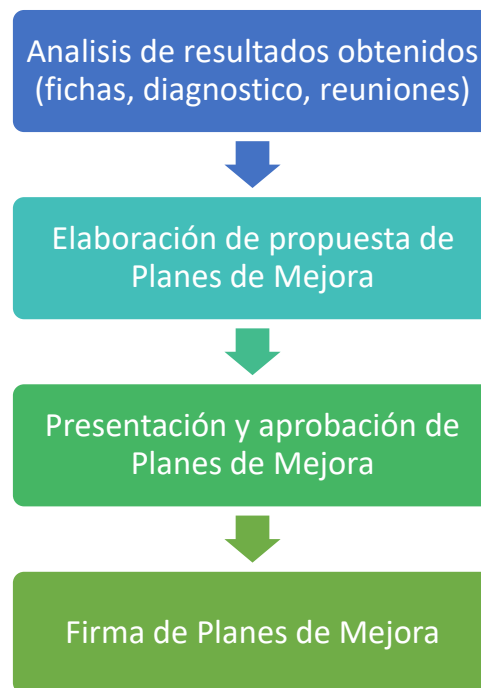 Analisis de resultados obtenidos
(fichas, diagnostico, reuniones)
Elaboración de propuesta de
Planes de Mejora
Presentación y aprobación de
Planes de Mejora
Firma de Planes de Mejora